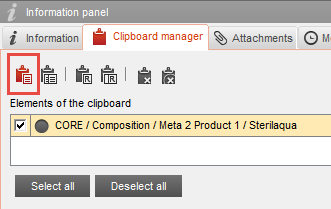 Information panel
Information
Clipboard manager
Attachments
R
R
Elements of the clipboard
CORE / Composition / Meta 2 Product 1 / Sterilaqua
Select all
Deselect all